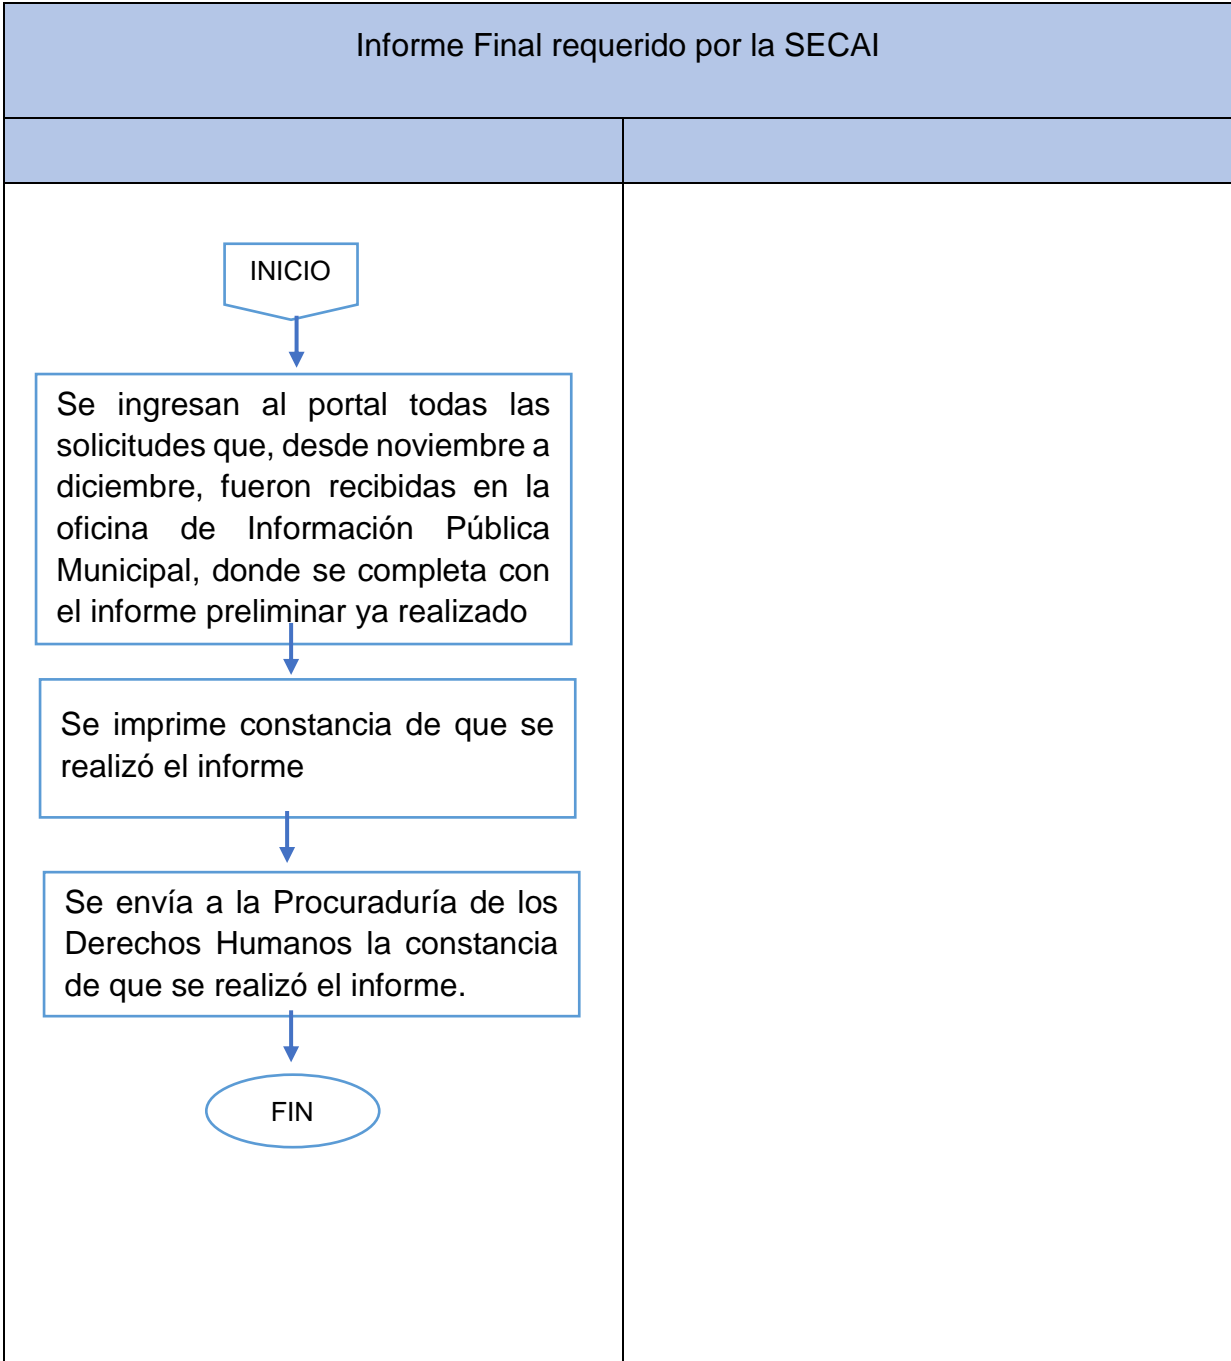 Informe Final requerido por la SECAI
INICIO
Se ingresan al portal todas las
solicitudes que, desde noviembre a
diciembre, fueron recibidas en la
oficina de Información Pública
Municipal, donde se completa con
el informe preliminar ya realizado
Se imprime constancia de que se
realizó el informe
Se envía a la Procuraduría de los
Derechos Humanos la constancia
de que se realizó el informe.
FIN